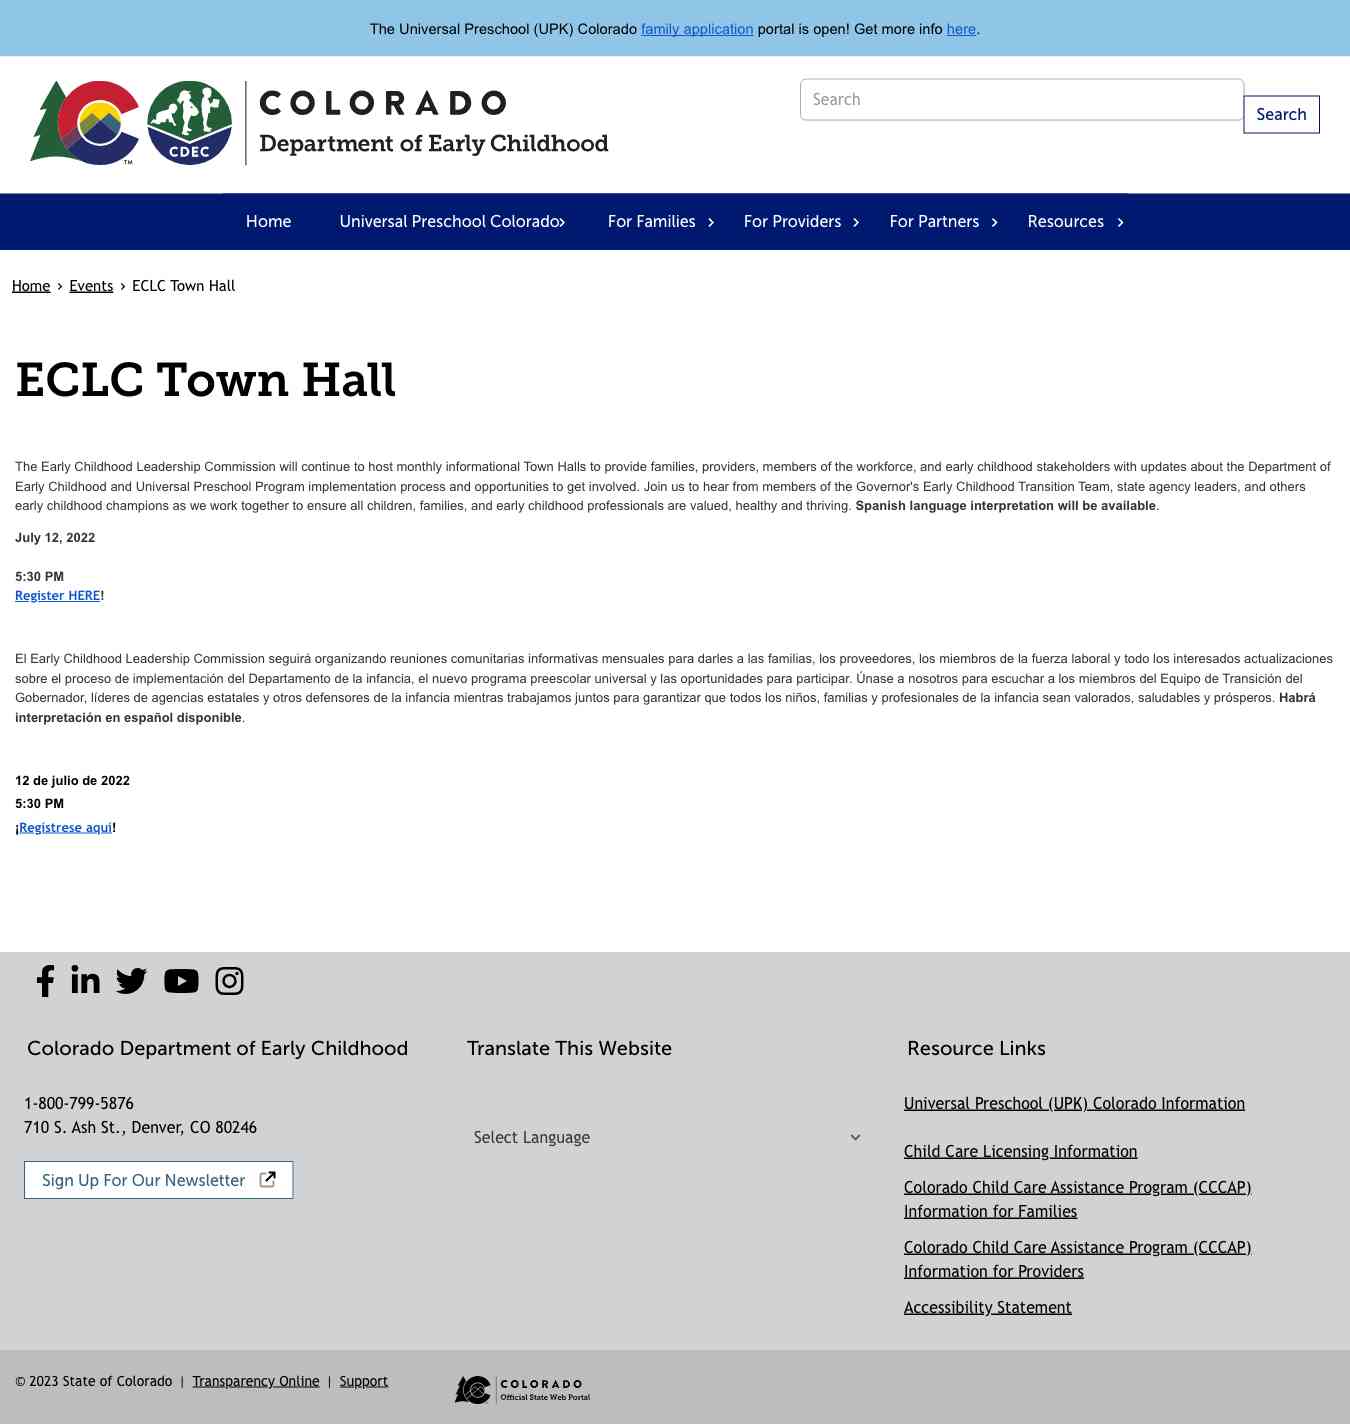 The Universal Preschool (UPK) Colorado family application portal is open! Get more info here.
CDEC
TM
COLORADO
Department of Early Childhood
Search
Search
Home Universal Preschool Colorado› For Families › For Providers › For Partners › Resources ›
Home › Events › ECLC Town Hall
ECLC Town Hall
The Early Childhood Leadership Commission will continue to host monthly informational Town Halls to provide families, providers, members of the workforce, and early childhood stakeholders with updates about the Department of
Early Childhood and Universal Preschool Program implementation process and opportunities to get involved. Join us to hear from members of the Governor's Early Childhood Transition Team, state agency leaders, and others
early childhood champions as we work together to ensure all children, families, and early childhood professionals are valued, healthy and thriving. Spanish language interpretation will be available.
July 12, 2022
5:30 PM
Register HERE!
El Early Childhood Leadership Commission seguirá organizando reuniones comunitarias informativas mensuales para darles a las familias, los proveedores, los miembros de la fuerza laboral y todo los interesados actualizaciones
sobre el proceso de implementación del Departamento de la infancia, el nuevo programa preescolar universal y las oportunidades para participar. Únase a nosotros para escuchar a los miembros del Equipo de Transición del
Gobernador, líderes de agencias estatales y otros defensores de la infancia mientras trabajamos juntos para garantizar que todos los niños, familias y profesionales de la infancia sean valorados, saludables y prósperos. Habrá
interpretación en español disponible.
12 de julio de 2022
5:30 PM
¡Regístrese aquí!
Colorado Department of Early Childhood
1-800-799-5876
710 S. Ash St., Denver, CO 80246
Sign Up For Our Newsletter
Translate This Website
Select Language
Resource Links
Universal Preschool (UPK) Colorado Information
Child Care Licensing Information
Colorado Child Care Assistance Program (CCCAP)
Information for Families
Colorado Child Care Assistance Program (CCCAP)
Information for Providers
Accessibility Statement
© 2023 State of Colorado | Transparency Online | Support
COLORADO
Official State Web Portal